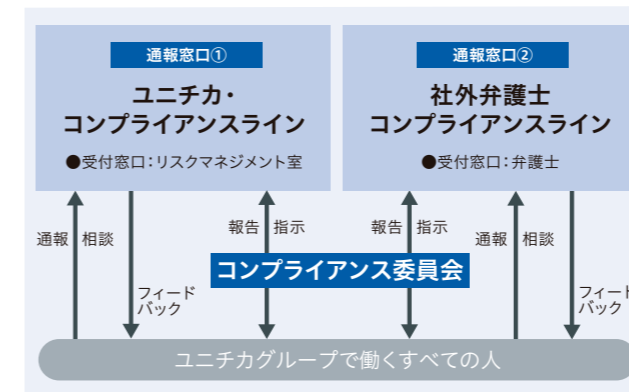 通報窓口①
ユニチカ・
コンプライアンスライン
●受付窓口:リスクマネジメント室
通報窓口②
社外弁護士
コンプライアンスライン
●受付窓口:弁護士
通報 相談
フィード
バック
報告 指示
報告 指示
通報 相談
フィード
バック
コンプライアンス委員会
ユニチカグループで働くすべての人